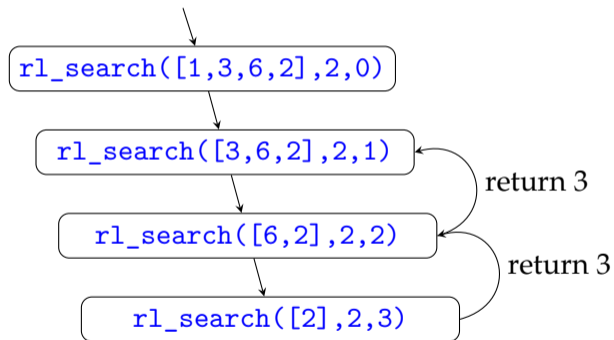 rl_search([1,3,6,2],2,0)
rl_search([3,6,2],2,1)
return 3
rl_search([6,2],2,2)
return 3
rl_search([2],2,3)